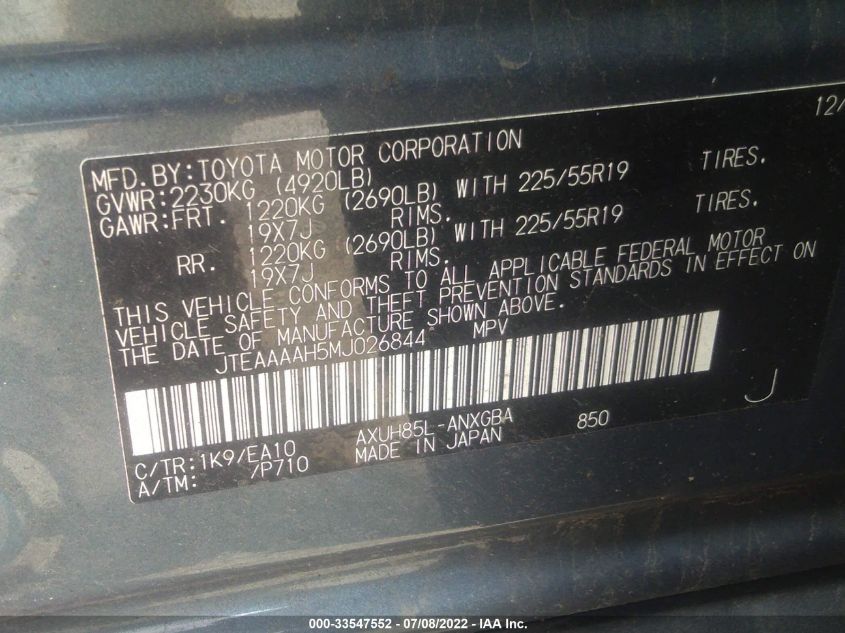 12/
MFD.BY:TOYOTA MOTOR CORPORATION
GVWR:2230KG (4920LB)
GAWR:FRT. 1220KG (2690LB) WITH 225/55R19 TIRES.
19X7J RIMS.
RR. 1220KG (2690LB) WITH 225/55R19 TIRES.
19X7J RIMS.
THIS VEHICLE CONFORMS TO ALL APPLICABLE FEDERAL MOTOR
VEHICLE SAFETY AND THEFT PREVENTION STANDARDS IN EFFECT ON
THE DATE OF MANUFACTURE SHOWN ABOVE.
JTEAAAAH5MJ026844 MPV
J
AXUH85L-ANXGBA 850
C/TR:1K9/EA10 MADE IN JAPAN
A/TM: /P710
000-33547552 / 07/08/2022 - IAA Inc.